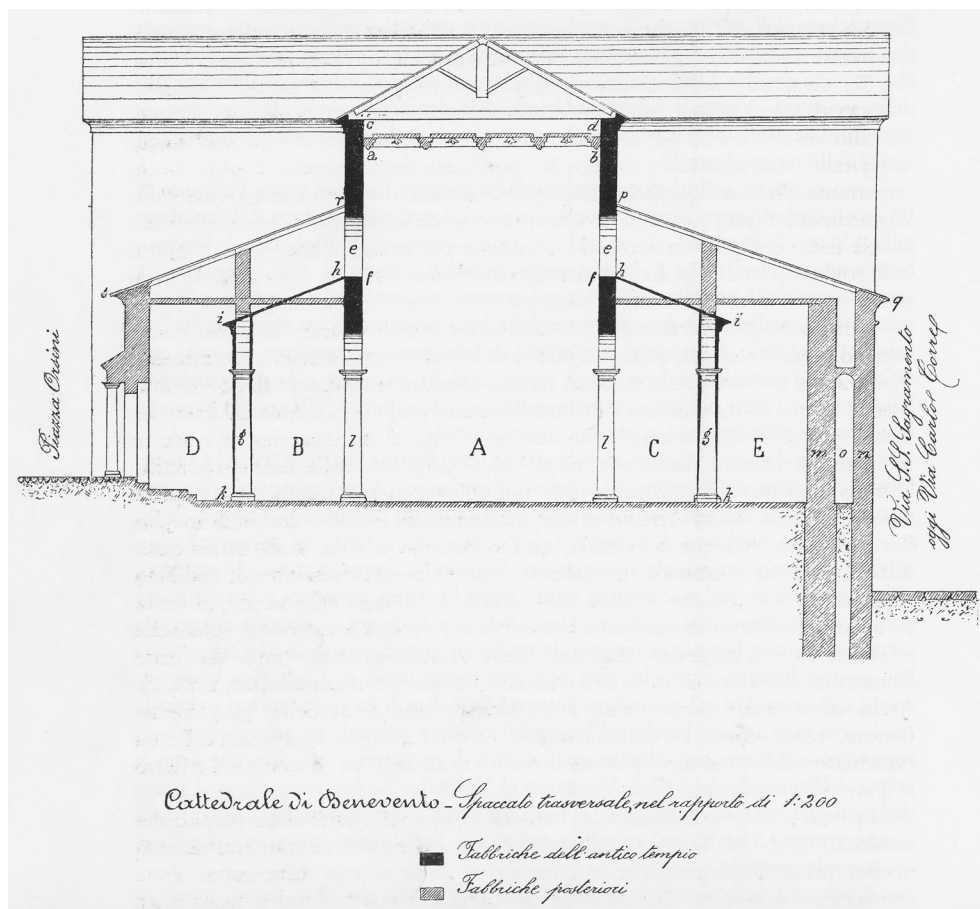 c d
a b
r p
e e
h f f h
s q
i i
D g B l A l C g E m o n
k k
Piazza Orsini
Via S.S. Sagramento
oggi Via Carlo Torre
Cattedrale di Benevento - Spaccato trasversale, nel rapporto di 1:200
Fabbriche dell'antico tempio
Fabbriche posteriori